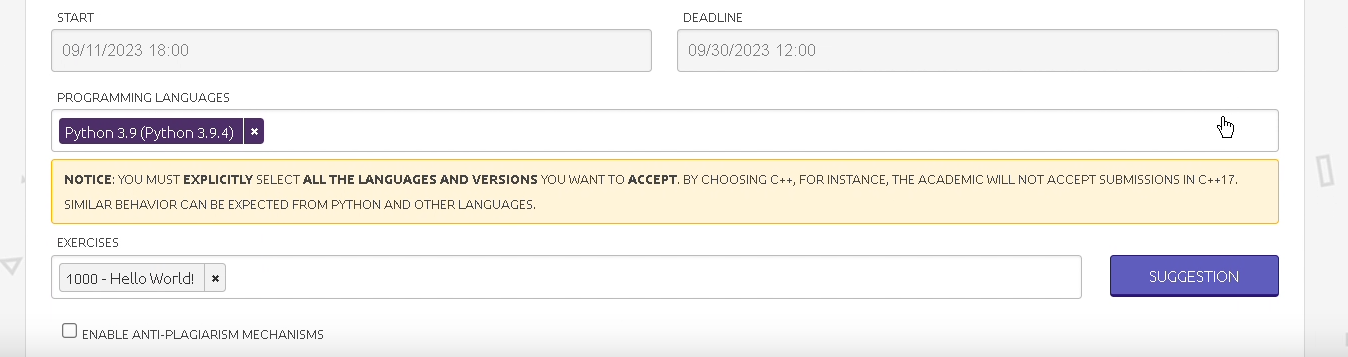 START
DEADLINE
09/11/2023 18:00
09/30/2023 12:00
PROGRAMMING LANGUAGES
Python 3.9 (Python 3.9.4) ×
NOTICE: YOU MUST EXPLICITLY SELECT ALL THE LANGUAGES AND VERSIONS YOU WANT TO ACCEPT. BY CHOOSING C++, FOR INSTANCE, THE ACADEMIC WILL NOT ACCEPT SUBMISSIONS IN C++17.
SIMILAR BEHAVIOR CAN BE EXPECTED FROM PYTHON AND OTHER LANGUAGES.
EXERCISES
1000 - Hello World! ×
SUGGESTION
ENABLE ANTI-PLAGIARISM MECHANISMS